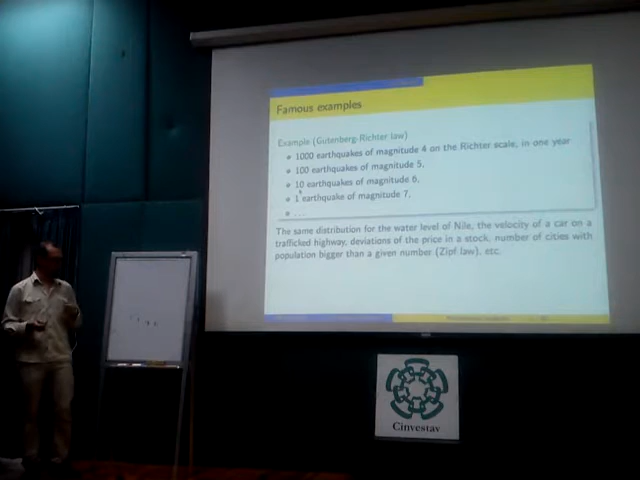 Famous examples
Example (Gutenberg-Richter law)
1000 earthquakes of magnitude 4 on the Richter scale, in one year
100 earthquakes of magnitude 5,
10 earthquakes of magnitude 6,
1 earthquake of magnitude 7,
...
The same distribution for the water level of Nile, the velocity of a car on a
trafficked highway, deviations of the price in a stock, number of cities with
population bigger than a given number (Zipf law), etc.
Cinvestav